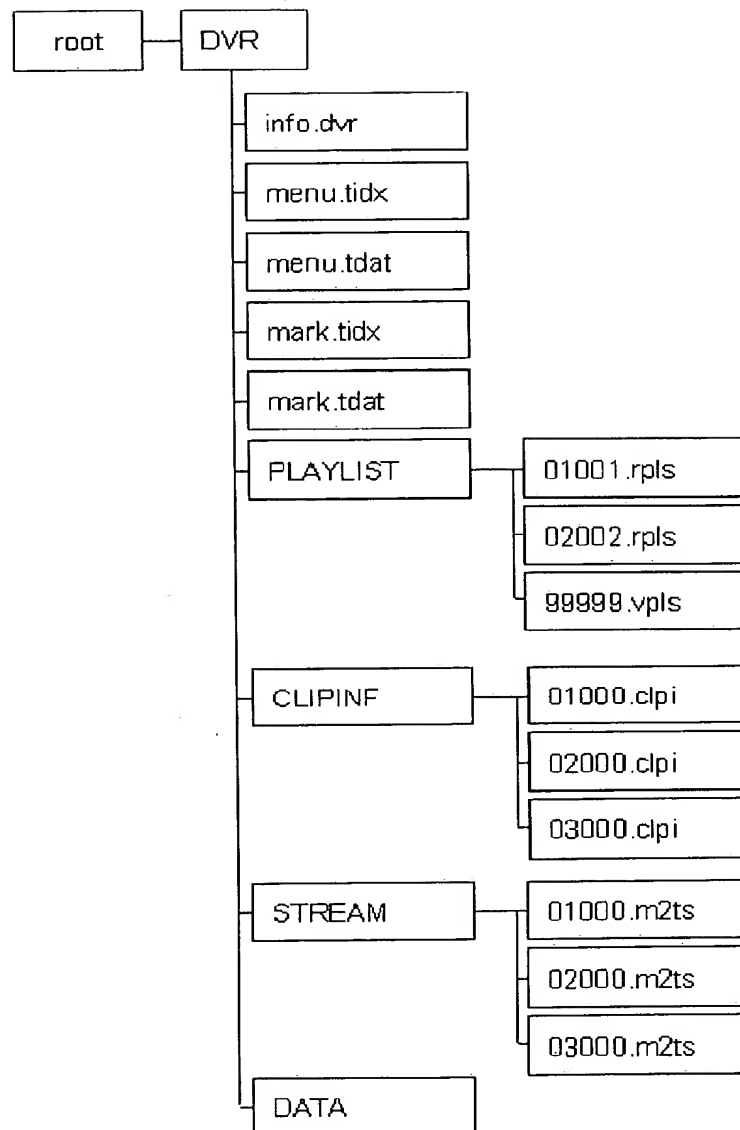 root
DVR
info.dvr
menu.tidx
menu.tdat
mark.tidx
mark.tdat
PLAYLIST
01001.rpls
02002.rpls
99999.vpls
CLIPINF
01000.clpi
02000.clpi
03000.clpi
STREAM
01000.m2ts
02000.m2ts
03000.m2ts
DATA